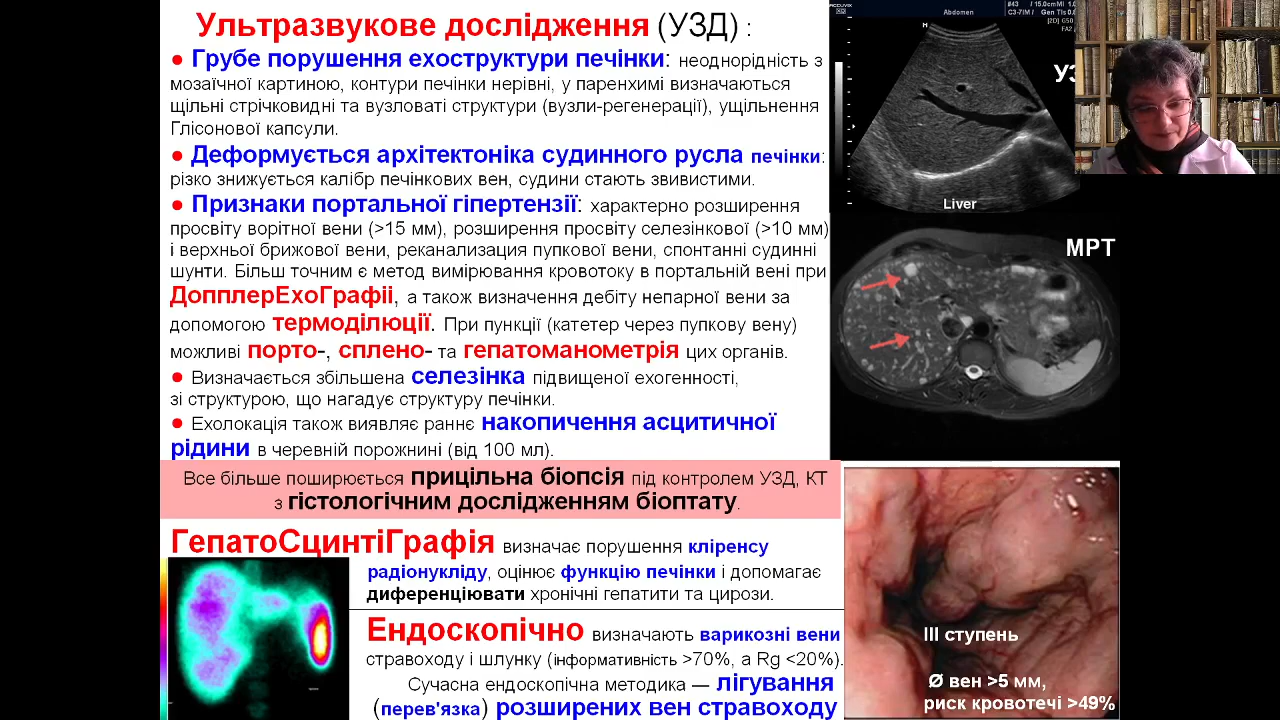 Ультразвукове дослідження (УЗД) :
● Грубе порушення ехоструктури печінки: неоднорідність з
мозаїчної картиною, контури печінки нерівні, у паренхимі визначаються
щільні стрічковидні та вузловаті структури (вузли-регенерації), ущільнення
Глісонової капсули.
● Деформується архітектоніка судинного русла печінки:
різко знижується калібр печінкових вен, судини стають звивистими.
● Признаки портальної гіпертензії: характерно розширення
просвіту ворітної вени (>15 мм), розширення просвіту селезінкової (>10 мм)
і верхньої брижової вени, реканализация пупкової вени, спонтанні судинні
шунти. Більш точним є метод вимірювання кровотоку в портальній вені при
ДопплерЕхоГрафіі, а також визначення дебіту непарної вени за
допомогою термоділюції. При пункції (катетер через пупкову вену)
можливі порто-, сплено- та гепатоманометрія цих органів.
● Визначається збільшена селезінка підвищеної ехогенності,
зі структурою, що нагадує структуру печінки.
● Ехолокація також виявляє раннє накопичення асцитичної
рідини в черевній порожнині (від 100 мл).
Все більше поширюється прицільна біопсія під контролем УЗД, КТ
з гістологічним дослідженням біоптату.
ГепатоСцинтіГрафія визначає порушення кліренсу
радіонукліду, оцінює функцію печінки і допомагає
диференціювати хронічні гепатити та цирози.
Ендоскопічно визначають варикозні вени
стравоходу і шлунку (інформативність >70%, а Rg <20%).
Сучасна ендоскопічна методика — лігування
(перев'язка) розширених вен стравоходу
Abdomen
Liver
МРТ
III ступень
Ø вен >5 мм,
риск кровотечі >49%